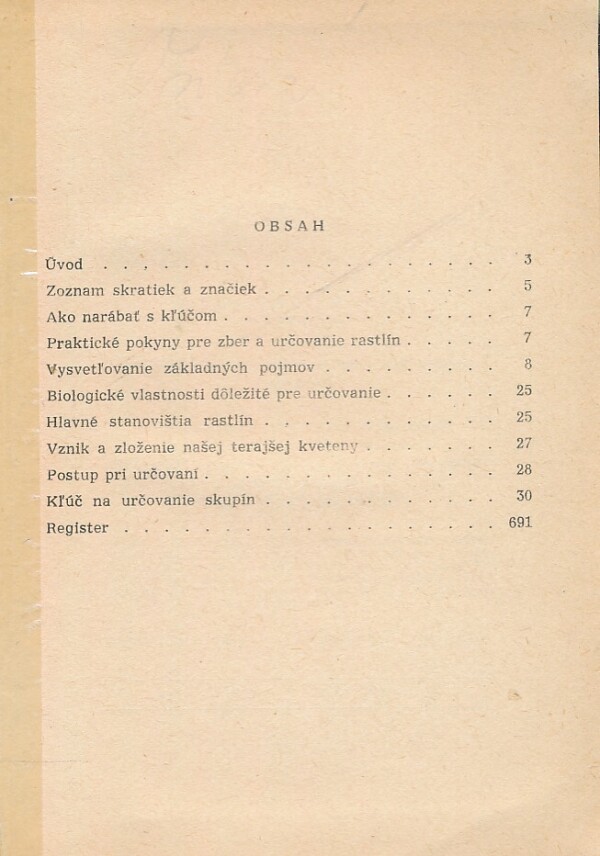 OBSAH
Úvod . . . . . . . . . . . . . . . . . . . 3
Zoznam skratiek a značiek . . . . . . . . . . . 5
Ako narábať s kľúčom . . . . . . . . . . . . . 7
Praktické pokyny pre zber a určovanie rastlín . . . . . 7
Vysvetľovanie základných pojmov . . . . . . . . 8
Biologické vlastnosti dôležité pre určovanie . . . . . . 25
Hlavné stanovištia rastlín . . . . . . . . . . . 25
Vznik a zloženie našej terajšej kveteny . . . . . . . 27
Postup pri určovaní . . . . . . . . . . . . . . 28
Kľúč na určovanie skupín . . . . . . . . . . . 30
Register . . . . . . . . . . . . . . . . . . 691